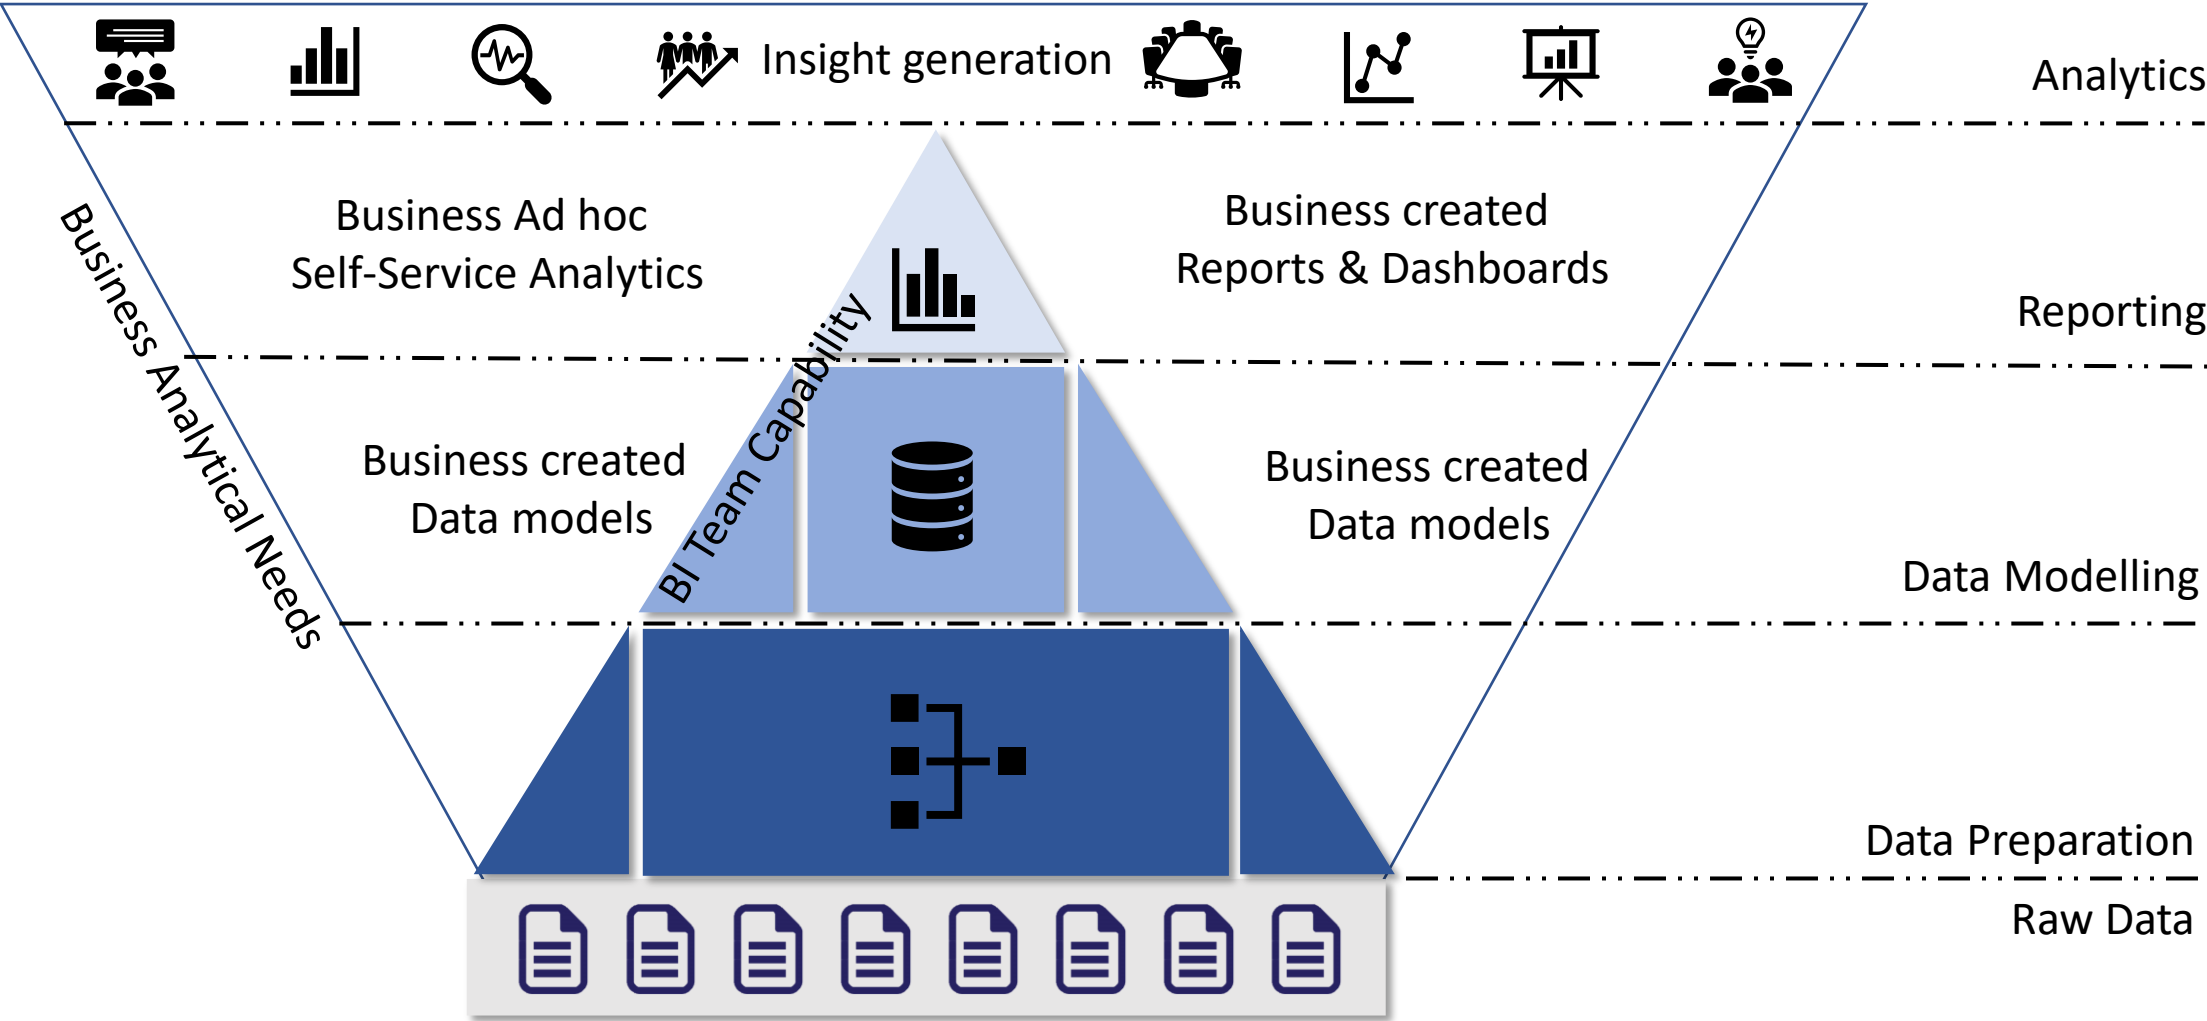 Insight generation
Analytics
Business Ad hoc
Self-Service Analytics
Business created
Reports & Dashboards
Reporting
Business Analytical Needs
BI Team Capability
Business created
Data models
Business created
Data models
Data Modelling
Data Preparation
Raw Data